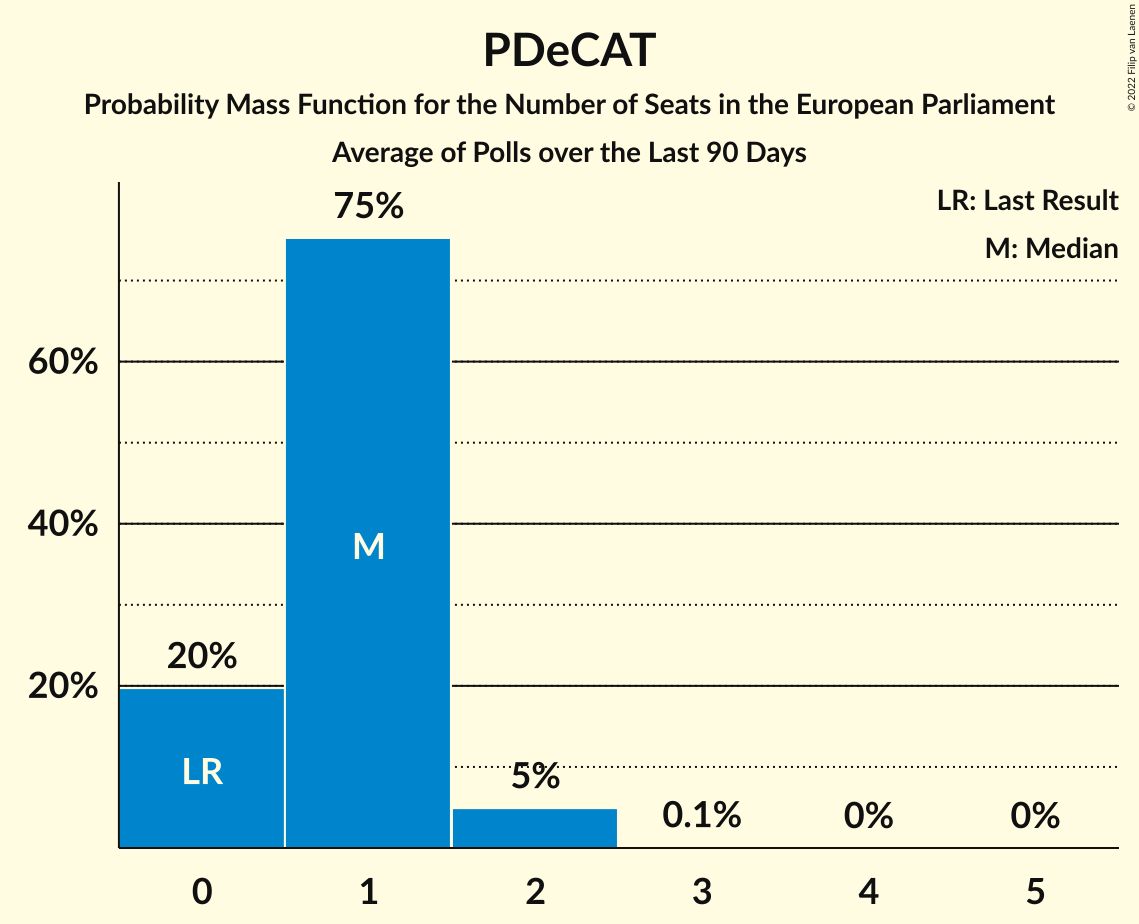 PDeCAT
Probability Mass Function for the Number of Seats in the European Parliament
Average of Polls over the Last 90 Days
© 2022 Filip van Laenen
LR: Last Result
M: Median
75%
60%
40%
M
20%
20%
LR
5%
0.1%
0%
0%
0 1 2 3 4 5